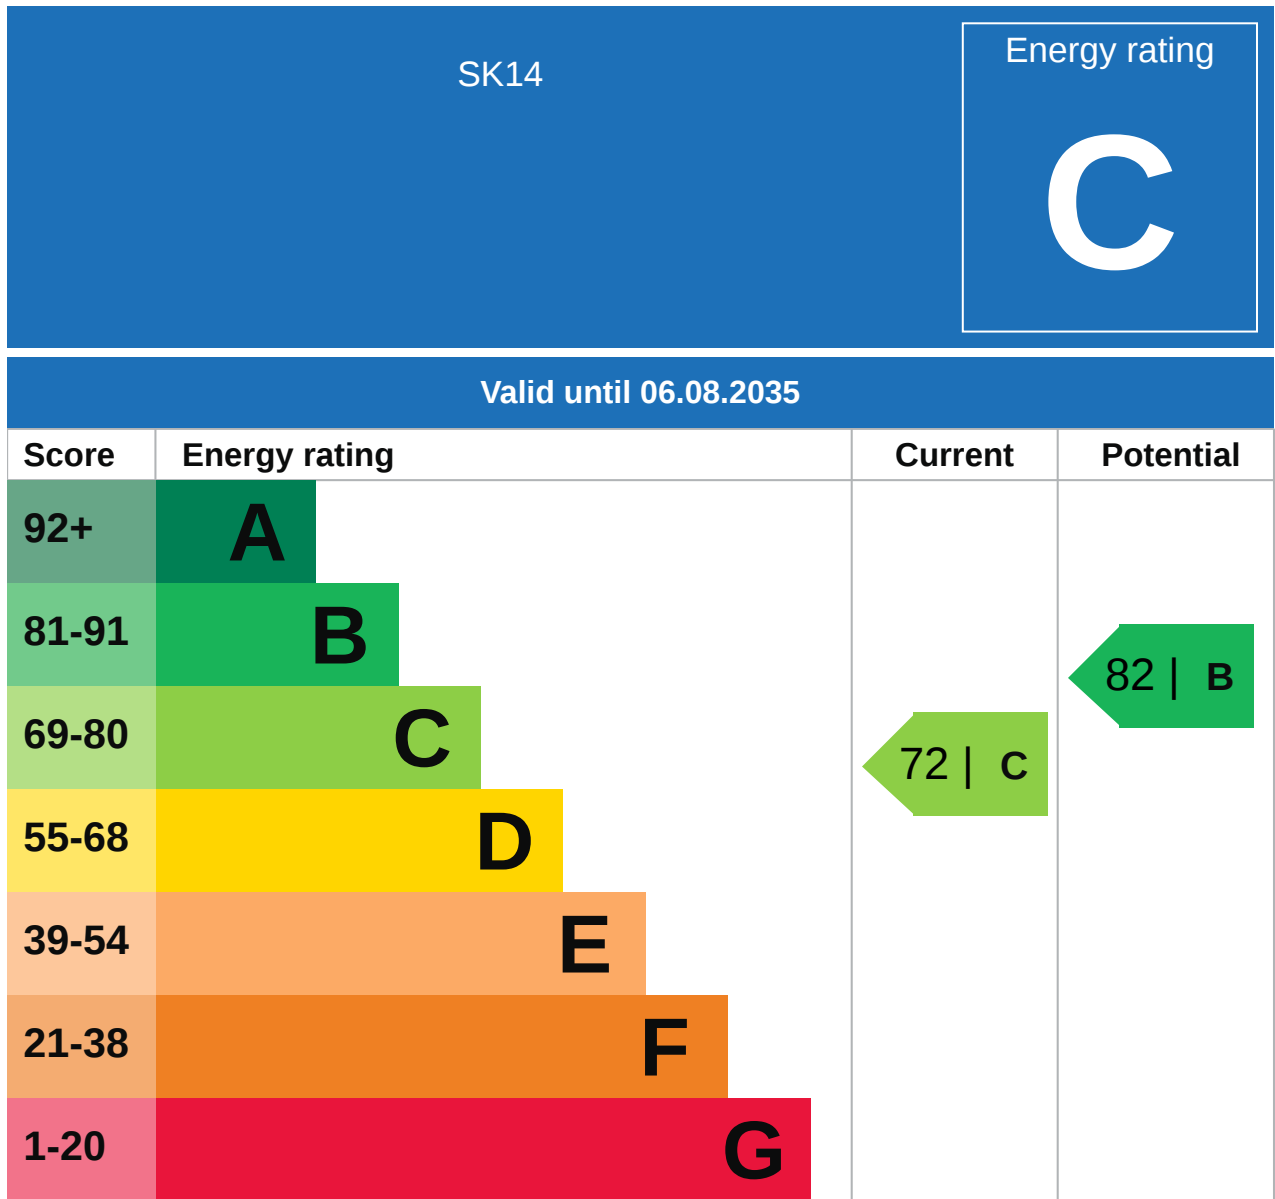 SK14
Energy rating
C
Valid until 06.08.2035
Score Energy rating Current Potential
92+ A
81-91 B
82 | B
69-80 C
72 | C
55-68 D
39-54 E
21-38 F
1-20 G